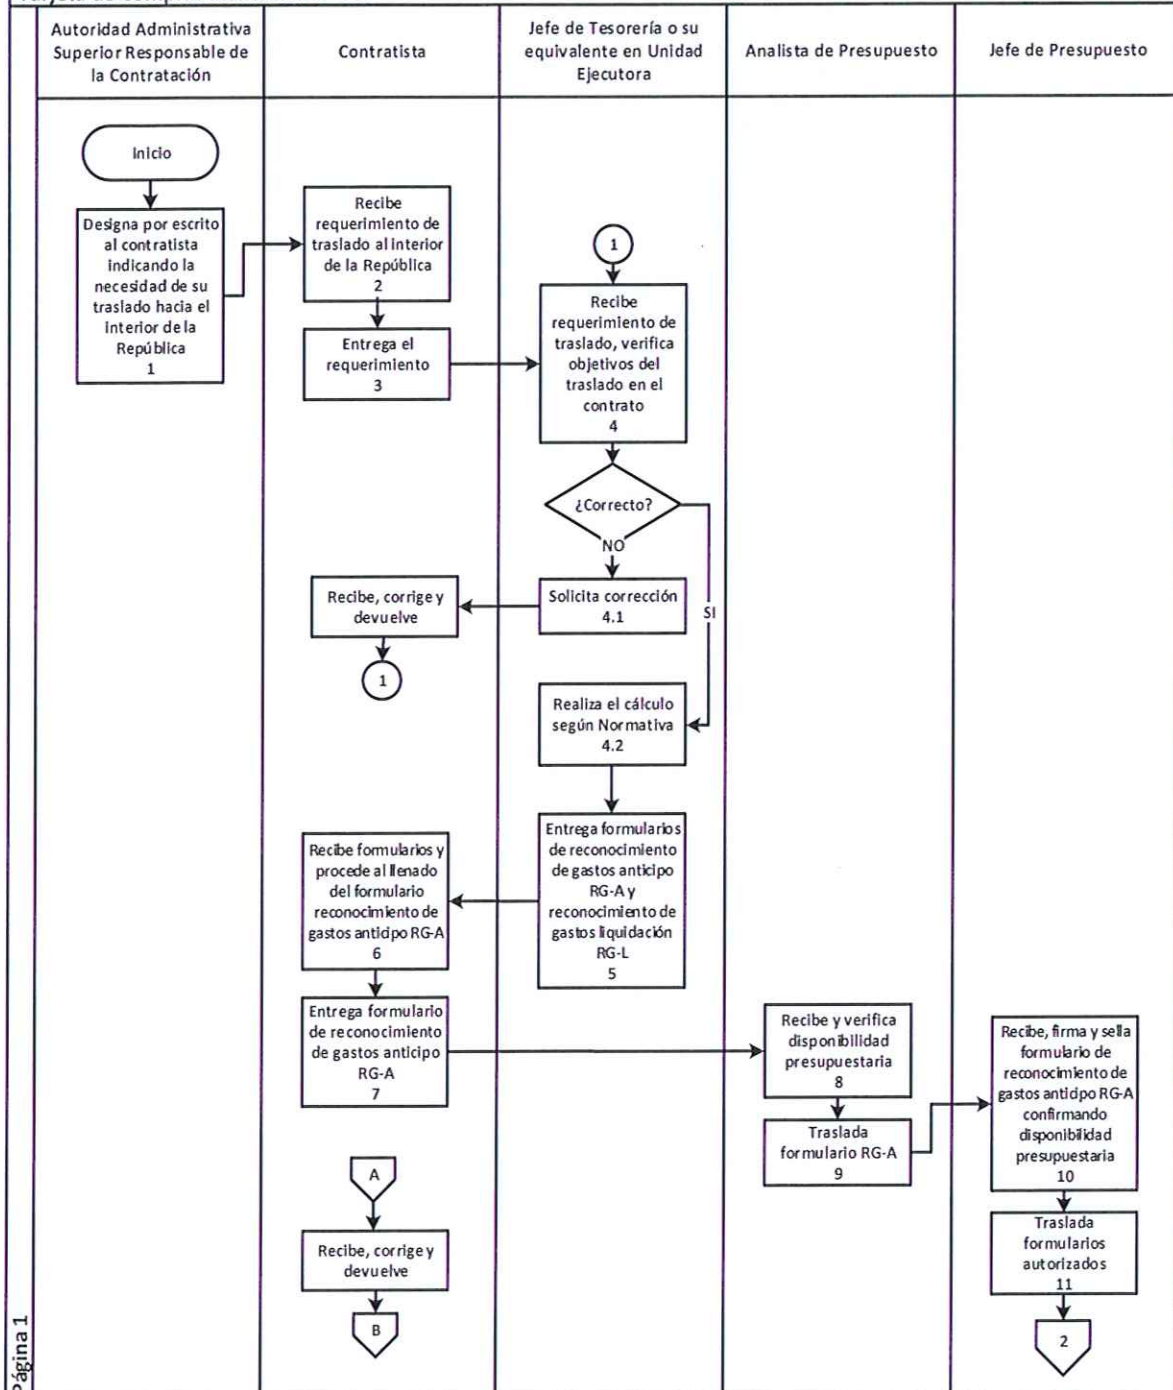 Autoridad Administrativa
Superior Responsable de
la Contratación
Contratista
Jefe de Tesorería o su
equivalente en Unidad
Ejecutora
Analista de Presupuesto
Jefe de Presupuesto
Inicio
Designa por escrito
al contratista
indicando la
necesidad de su
traslado hacia el
interior de la
República
1
Recibe
requerimiento de
traslado al interior
de la República
2
Entrega el
requerimiento
3
1
Recibe
requerimiento de
traslado, verifica
objetivos del
traslado en el
contrato
4
¿Correcto?
NO
SI
Solicita corrección
4.1
Recibe, corrige y
devuelve
1
Realiza el cálculo
según Normativa
4.2
Entrega formularios
de reconocimiento
de gastos anticipo
RG-A y
reconocimiento de
gastos liquidación
RG-L
5
Recibe formularios y
procede al llenado
del formulario
reconocimiento de
gastos anticipo RG-A
6
Entrega formulario
de reconocimiento
de gastos anticipo
RG-A
7
Recibe y verifica
disponibilidad
presupuestaria
8
Traslada
formulario RG-A
9
Recibe, firma y sella
formulario de
reconocimiento de
gastos anticipo RG-A
confirmando
disponibilidad
presupuestaria
10
Traslada
formularios
autorizados
11
2
A
Recibe, corrige y
devuelve
B
Página 1